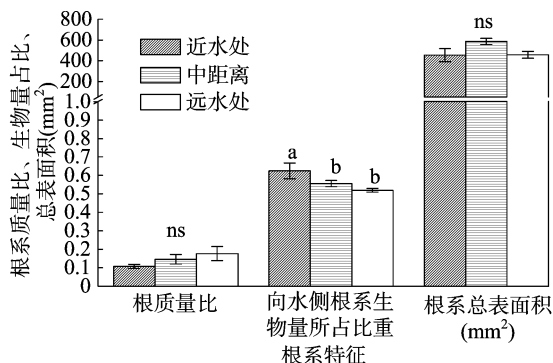 根系质量比、生物量占比、
总表面积(mm²)
800
600
400
200
0
1.0
0.9
0.8
0.7
0.6
0.5
0.4
0.3
0.2
0.1
0
近水处
中距离
远水处
ns
a
b
b
ns
根质量比
向水侧根系生
物量所占比重
根系总表面积
(mm²)
根系特征